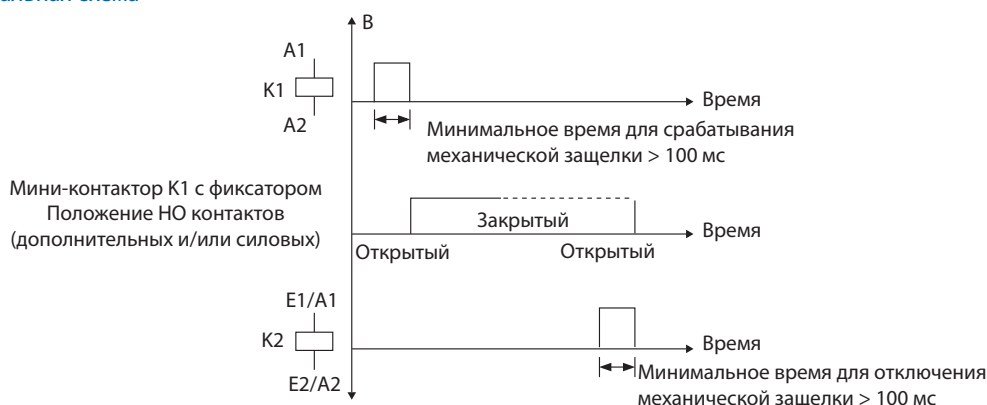 В
A1
K1
A2
Время
Минимальное время для срабатывания
механической защелки > 100 мс
Мини-контактор K1 с фиксатором
Положение НО контактов
(дополнительных и/или силовых)
Закрытый
Время
Открытый
Открытый
E1/A1
K2
E2/A2
Время
Минимальное время для отключения
механической защелки > 100 мс